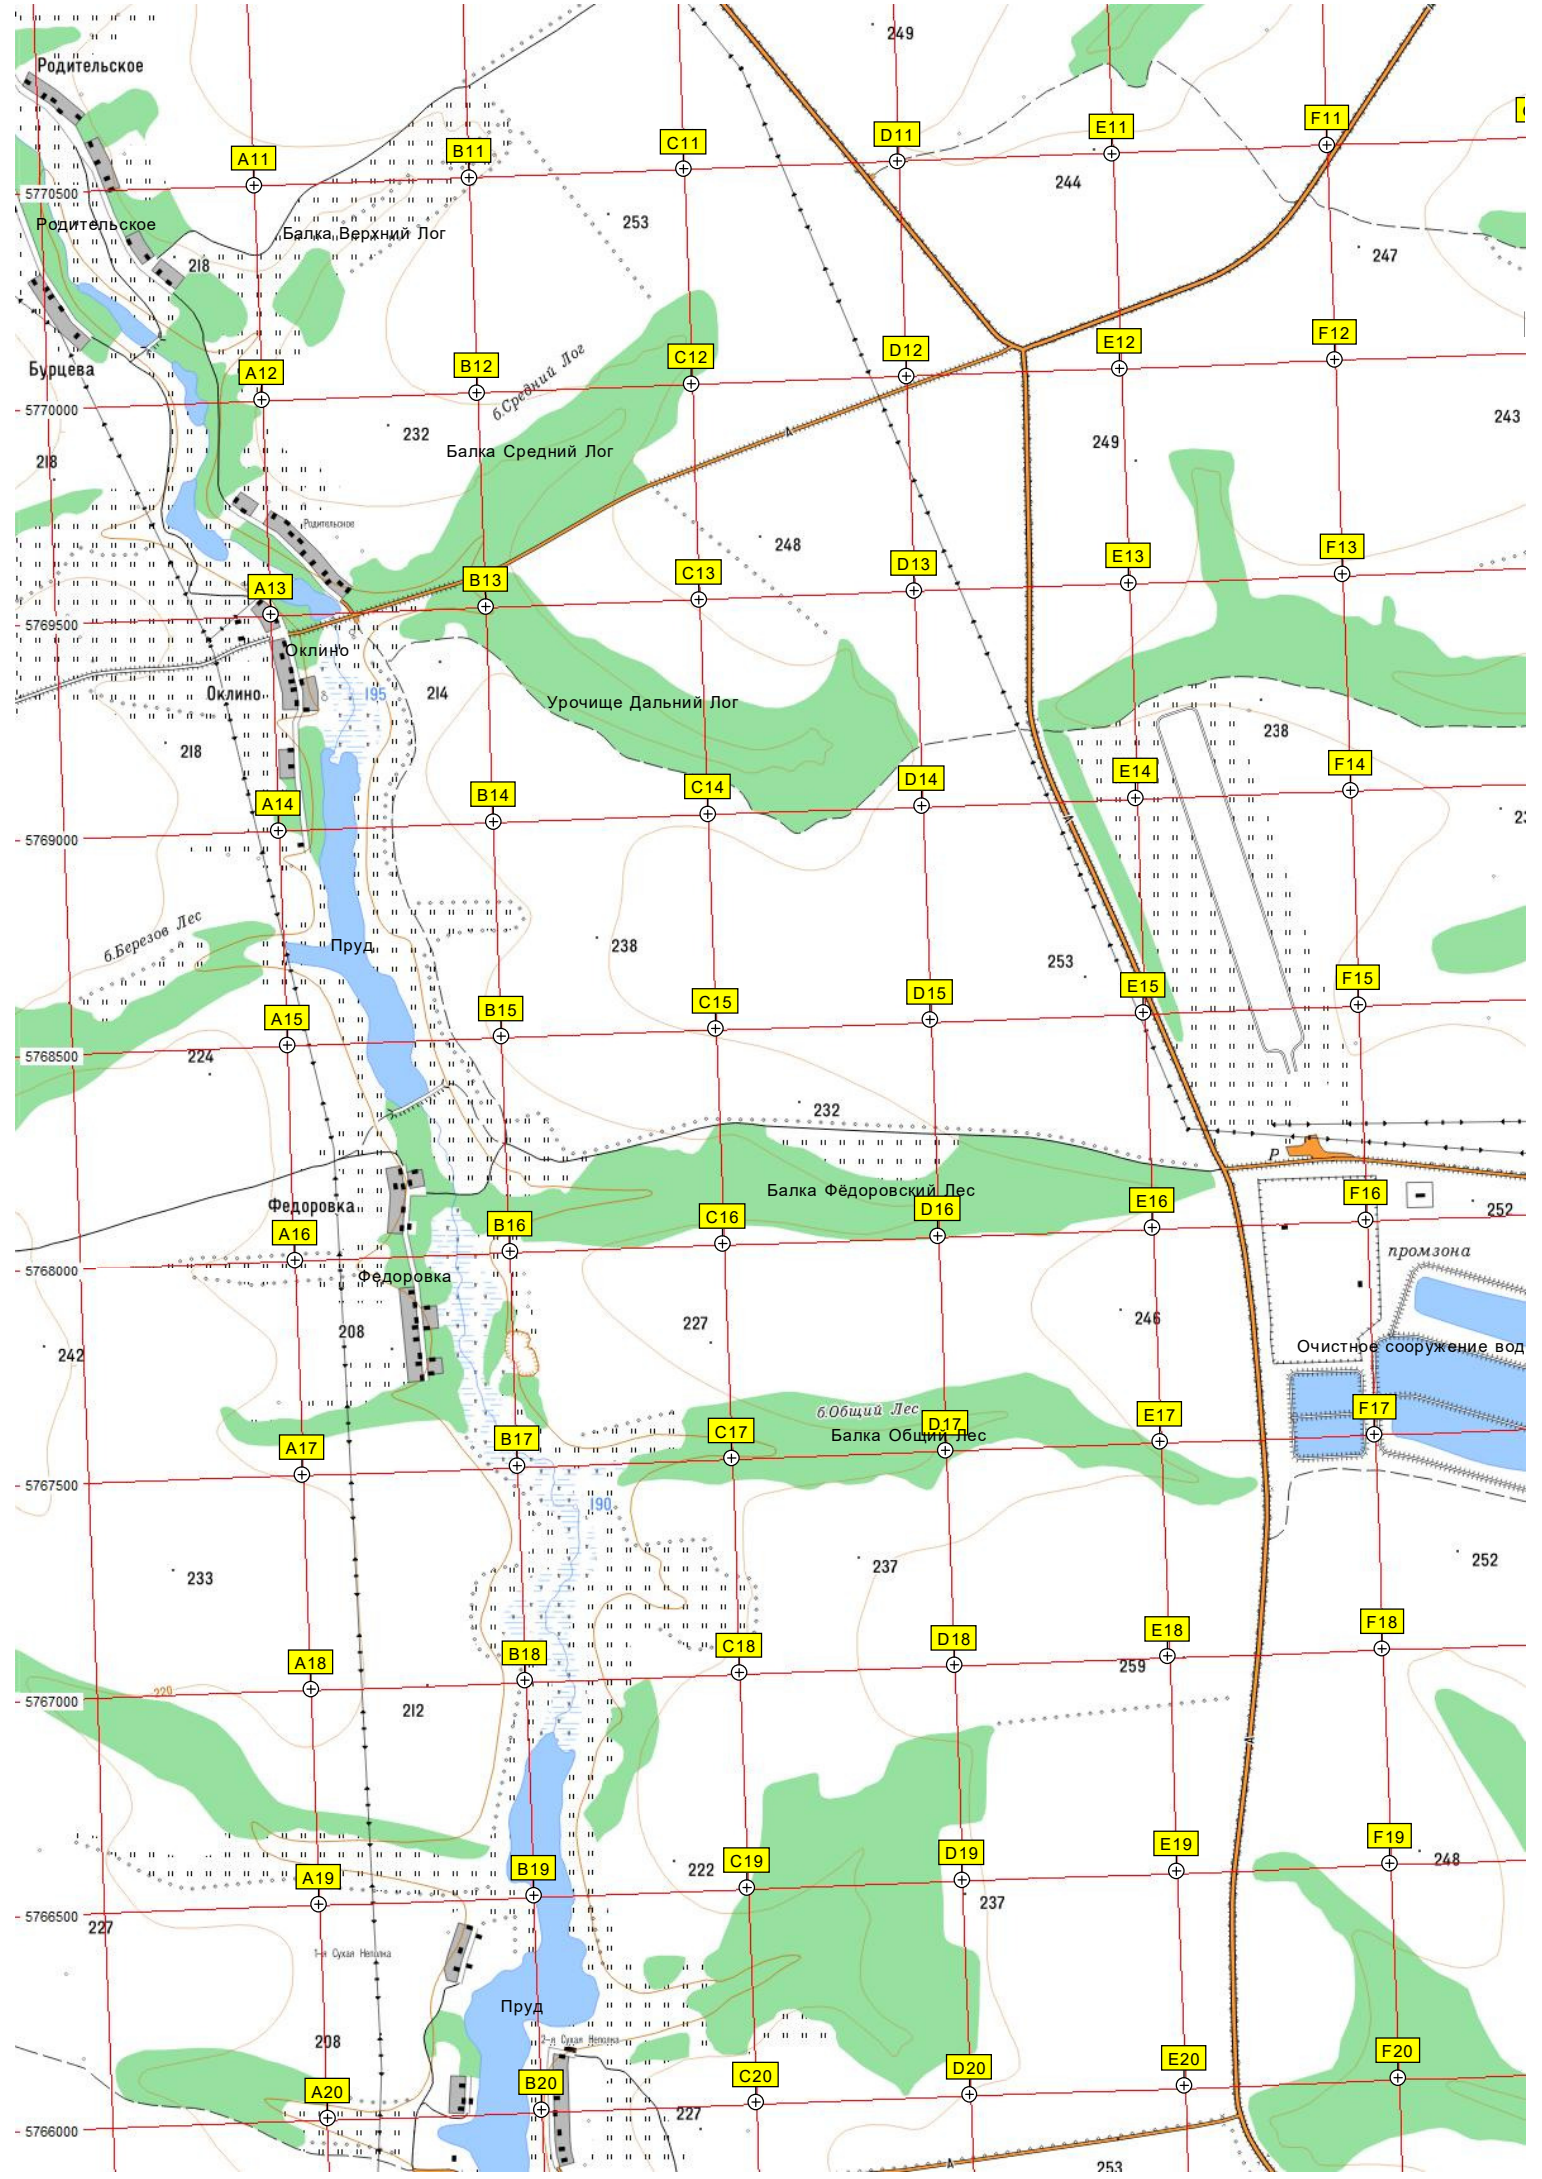 249
Родительское
F11
E11
D11
C11
B11
A11
5770500
244
253
Родительское
Балка Верхний Лог
247
218
F12
E12
D12
C12
B12
A12
Бурцева
б.Средний Лог
5770000
243
232
249
Балка Средний Лог
218
Родительское
248
F13
E13
D13
C13
B13
A13
5769500
Оклино
195
214
Оклино
Урочище Дальний Лог
238
218
F14
E14
D14
C14
B14
A14
А
5769000
б.Березов Лес
Пруд
238
253
F15
E15
D15
C15
B15
A15
5768500
224
232
Р
Балка Фёдоровский Лес
F16
E16
D16
C16
B16
A16
Федоровка
252
промзона
5768000
Федоровка
208
227
246
242
Очистное сооружение вод
б.Общий Лес
Балка Общий Лес
F17
E17
D17
C17
B17
A17
5767500
190
233
237
252
F18
E18
D18
C18
B18
A18
259
220
5767000
212
А
F19
E19
D19
C19
B19
A19
222
248
237
5766500
227
1-я Сухая Неполна
Пруд
208
2-я Сухая Неполна
F20
E20
D20
C20
B20
A20
227
5766000
А
253